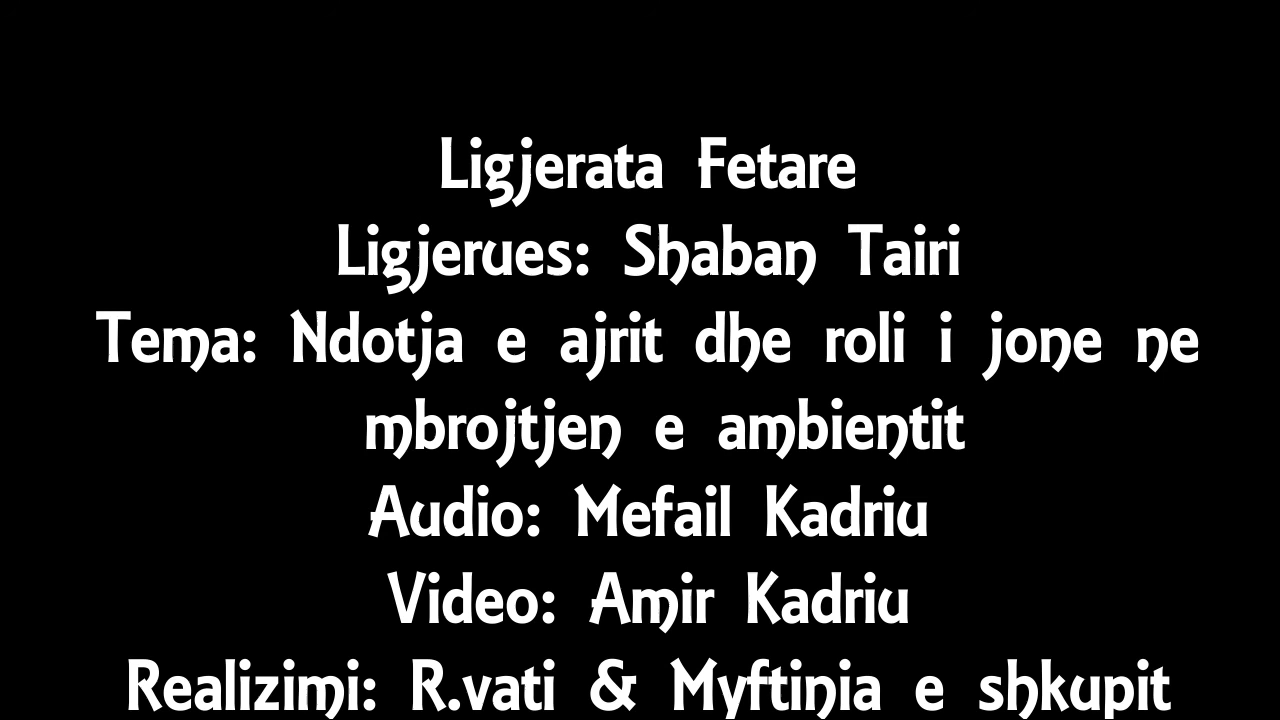 Ligjerata Fetare
Ligjerues: Shaban Tairi
Tema: Ndotja e ajrit dhe roli i jone ne
mbrojtjen e ambientit
Audio: Mefail Kadriu
Video: Amir Kadriu
Realizimi: R.vati & Myftinia e shkupit